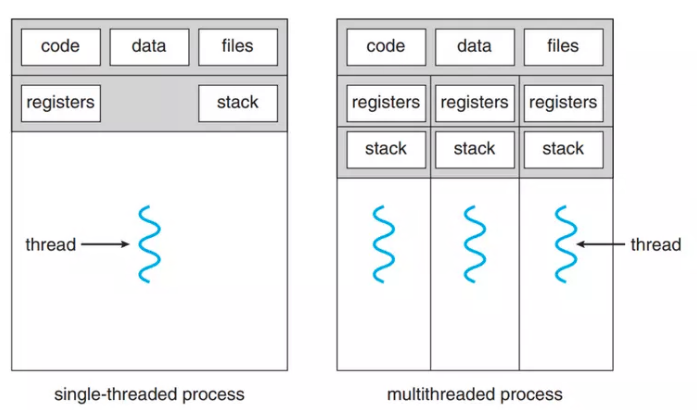 code data files
registers stack
thread
single-threaded process
code data files
registers registers registers
stack stack stack
thread
multithreaded process